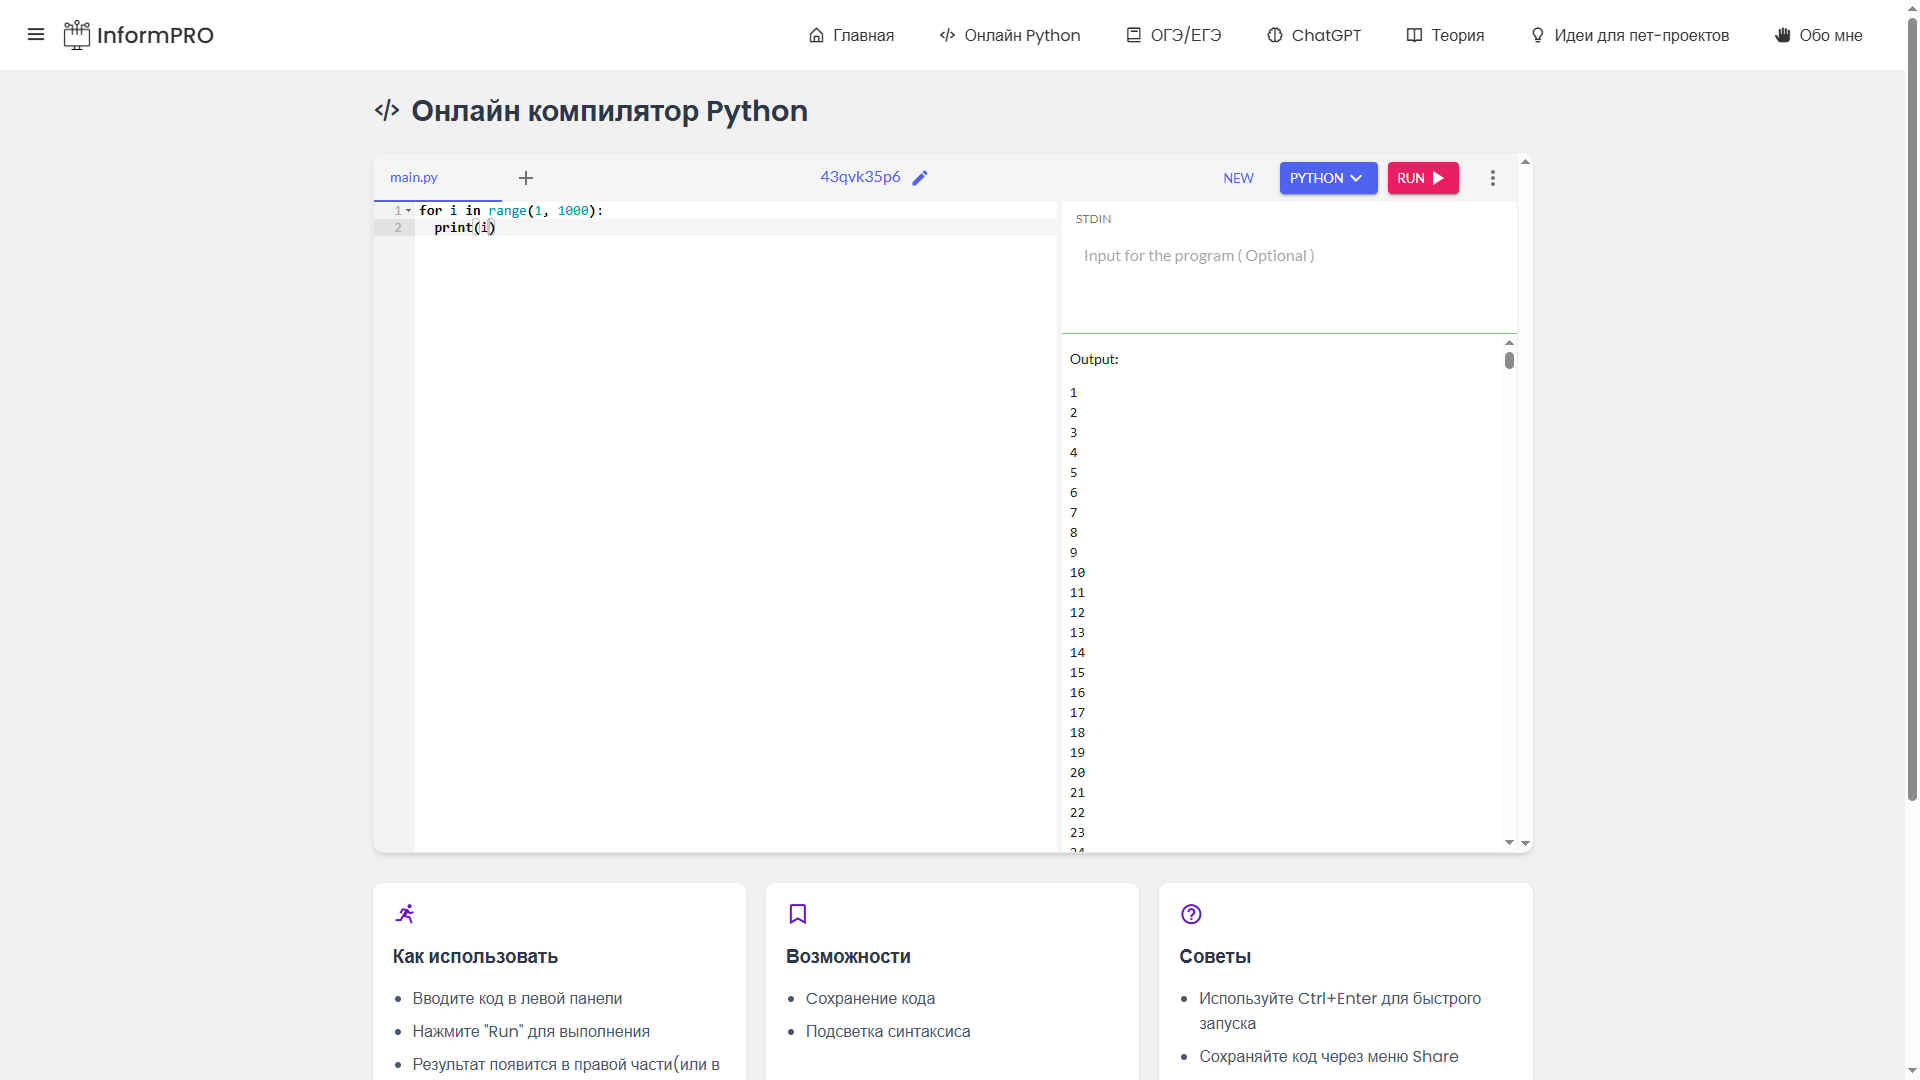 InformPRO
Главная
Онлайн Python
ОГЭ/ЕГЭ
ChatGPT
Теория
Идеи для пет-проектов
Обо мне
Онлайн компилятор Python
main.py
43qvk35p6
NEW
PYTHON
RUN
1 for i in range(1, 1000):
2 print(i)
STDIN
Input for the program ( Optional )
Output:
1
2
3
4
5
6
7
8
9
10
11
12
13
14
15
16
17
18
19
20
21
22
23
24
Как использовать
Вводите код в левой панели
Нажмите "Run" для выполнения
Результат появится в правой части(или в
Возможности
Сохранение кода
Подсветка синтаксиса
Советы
Используйте Ctrl+Enter для быстрого
запуска
Сохраняйте код через меню Share